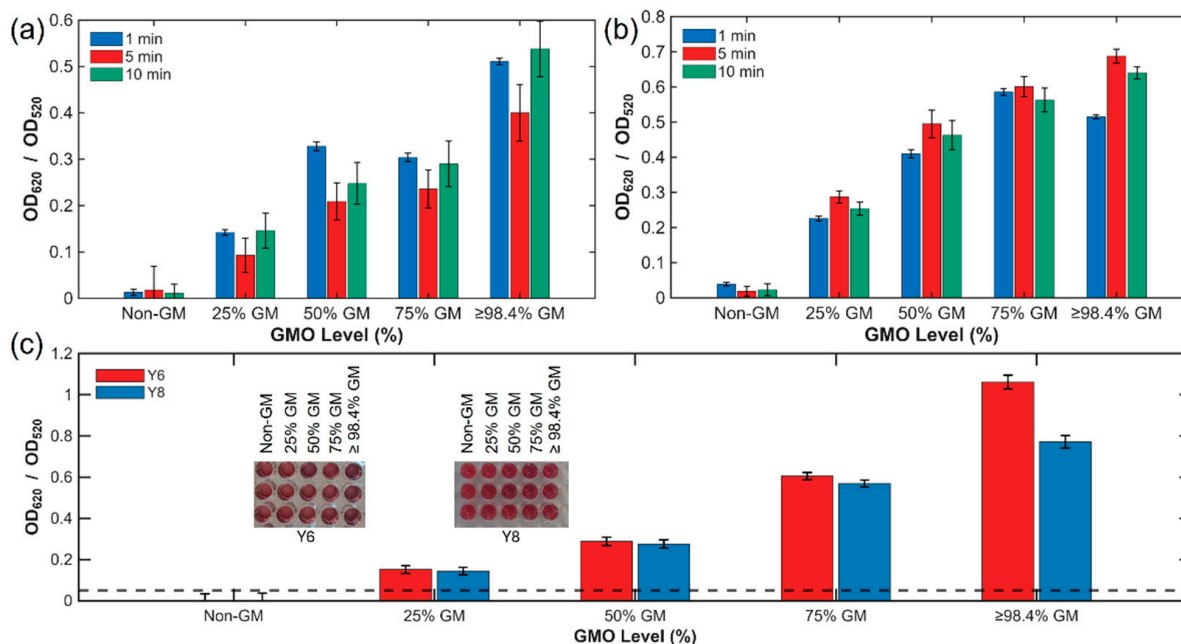 (a)
0.6
0.5
0.4
0.3
0.2
0.1
0
OD620 / OD520
1 min
5 min
10 min
Non-GM 25% GM 50% GM 75% GM ≥98.4% GM
GMO Level (%)
(b)
0.8
0.7
0.6
0.5
0.4
0.3
0.2
0.1
0
OD620 / OD520
1 min
5 min
10 min
Non-GM 25% GM 50% GM 75% GM ≥98.4% GM
GMO Level (%)
(c)
1.2
1
0.8
0.6
0.4
0.2
0
OD620 / OD520
Y6
Y8
Non-GM
25% GM
50% GM
75% GM
≥ 98.4% GM
Y6
Non-GM
25% GM
50% GM
75% GM
≥ 98.4% GM
Y8
Non-GM 25% GM 50% GM 75% GM ≥98.4% GM
GMO Level (%)